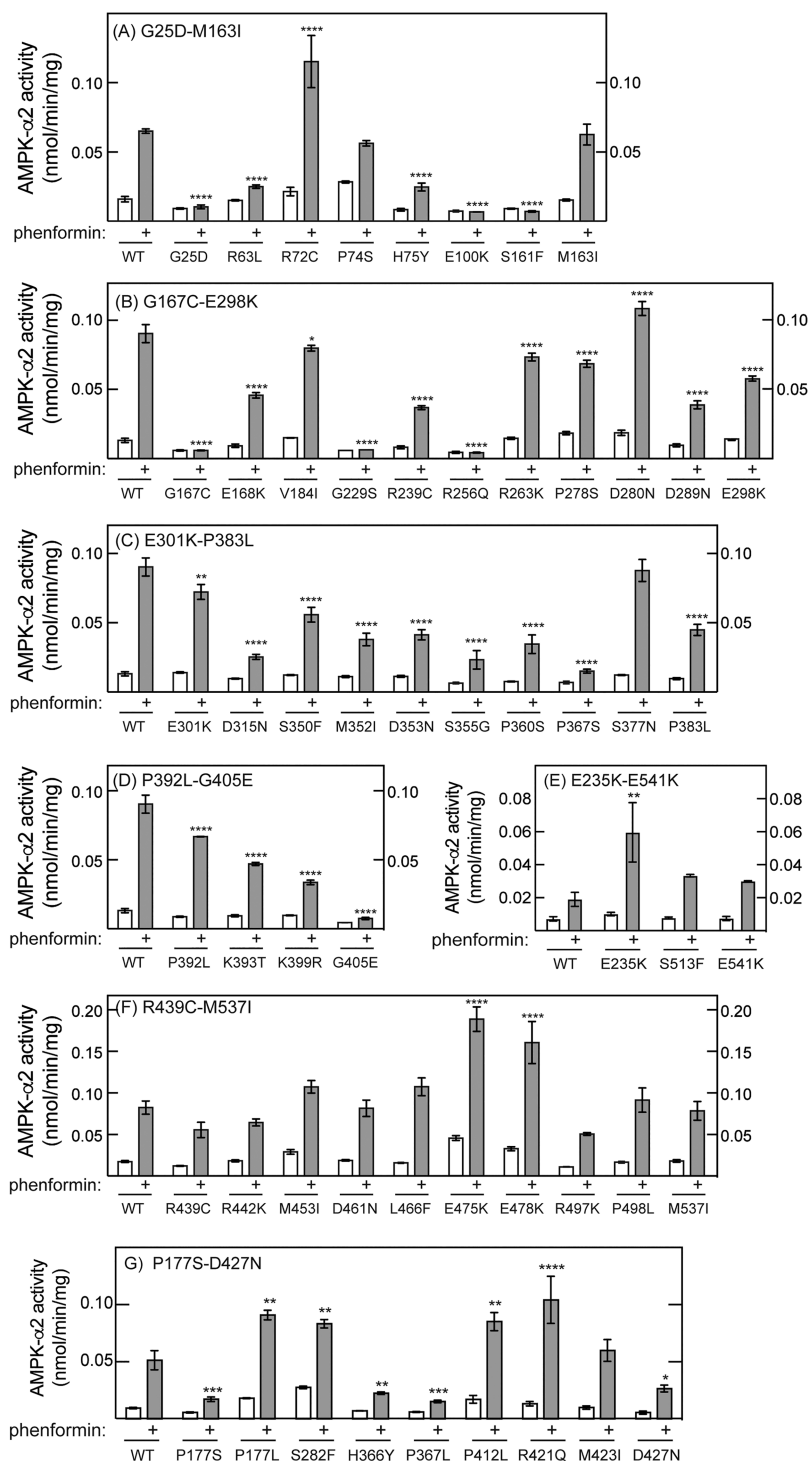 (A) G25D-M163I
AMPK-α2 activity
(nmol/min/mg)
0.10
0.05
0.10
0.05
**** **** **** **** **** ****
phenformin: + + + + + + + + +
WT G25D R63L R72C P74S H75Y E100K S161F M163I
(B) G167C-E298K
AMPK-α2 activity
(nmol/min/mg)
0.10
0.05
0.10
0.05
**** **** * **** **** **** **** **** **** ****
phenformin: + + + + + + + + + + + +
WT G167C E168K V184I G229S R239C R256Q R263K P278S D280N D289N E298K
(C) E301K-P383L
AMPK-α2 activity
(nmol/min/mg)
0.10
0.05
0.10
0.05
** **** **** **** **** **** **** **** ****
phenformin: + + + + + + + + + + +
WT E301K D315N S350F M352I D353N S355G P360S P367S S377N P383L
(D) P392L-G405E
AMPK-α2 activity
(nmol/min/mg)
0.10
0.05
0.10
0.05
**** **** **** ****
phenformin: + + + + +
WT P392L K393T K399R G405E
(E) E235K-E541K
AMPK-α2 activity
(nmol/min/mg)
0.08
0.06
0.04
0.02
0.08
0.06
0.04
0.02
**
phenformin: + + + +
WT E235K S513F E541K
(F) R439C-M537I
AMPK-α2 activity
(nmol/min/mg)
0.20
0.15
0.10
0.05
0.20
0.15
0.10
0.05
**** ****
phenformin: + + + + + + + + + + +
WT R439C R442K M453I D461N L466F E475K E478K R497K P498L M537I
G) P177S-D427N
AMPK-α2 activity
(nmol/min/mg)
0.10
0.05
*** ** ** ** *** ** **** *
phenformin: + + + + + + + + + +
WT P177S P177L S282F H366Y P367L P412L R421Q M423I D427N